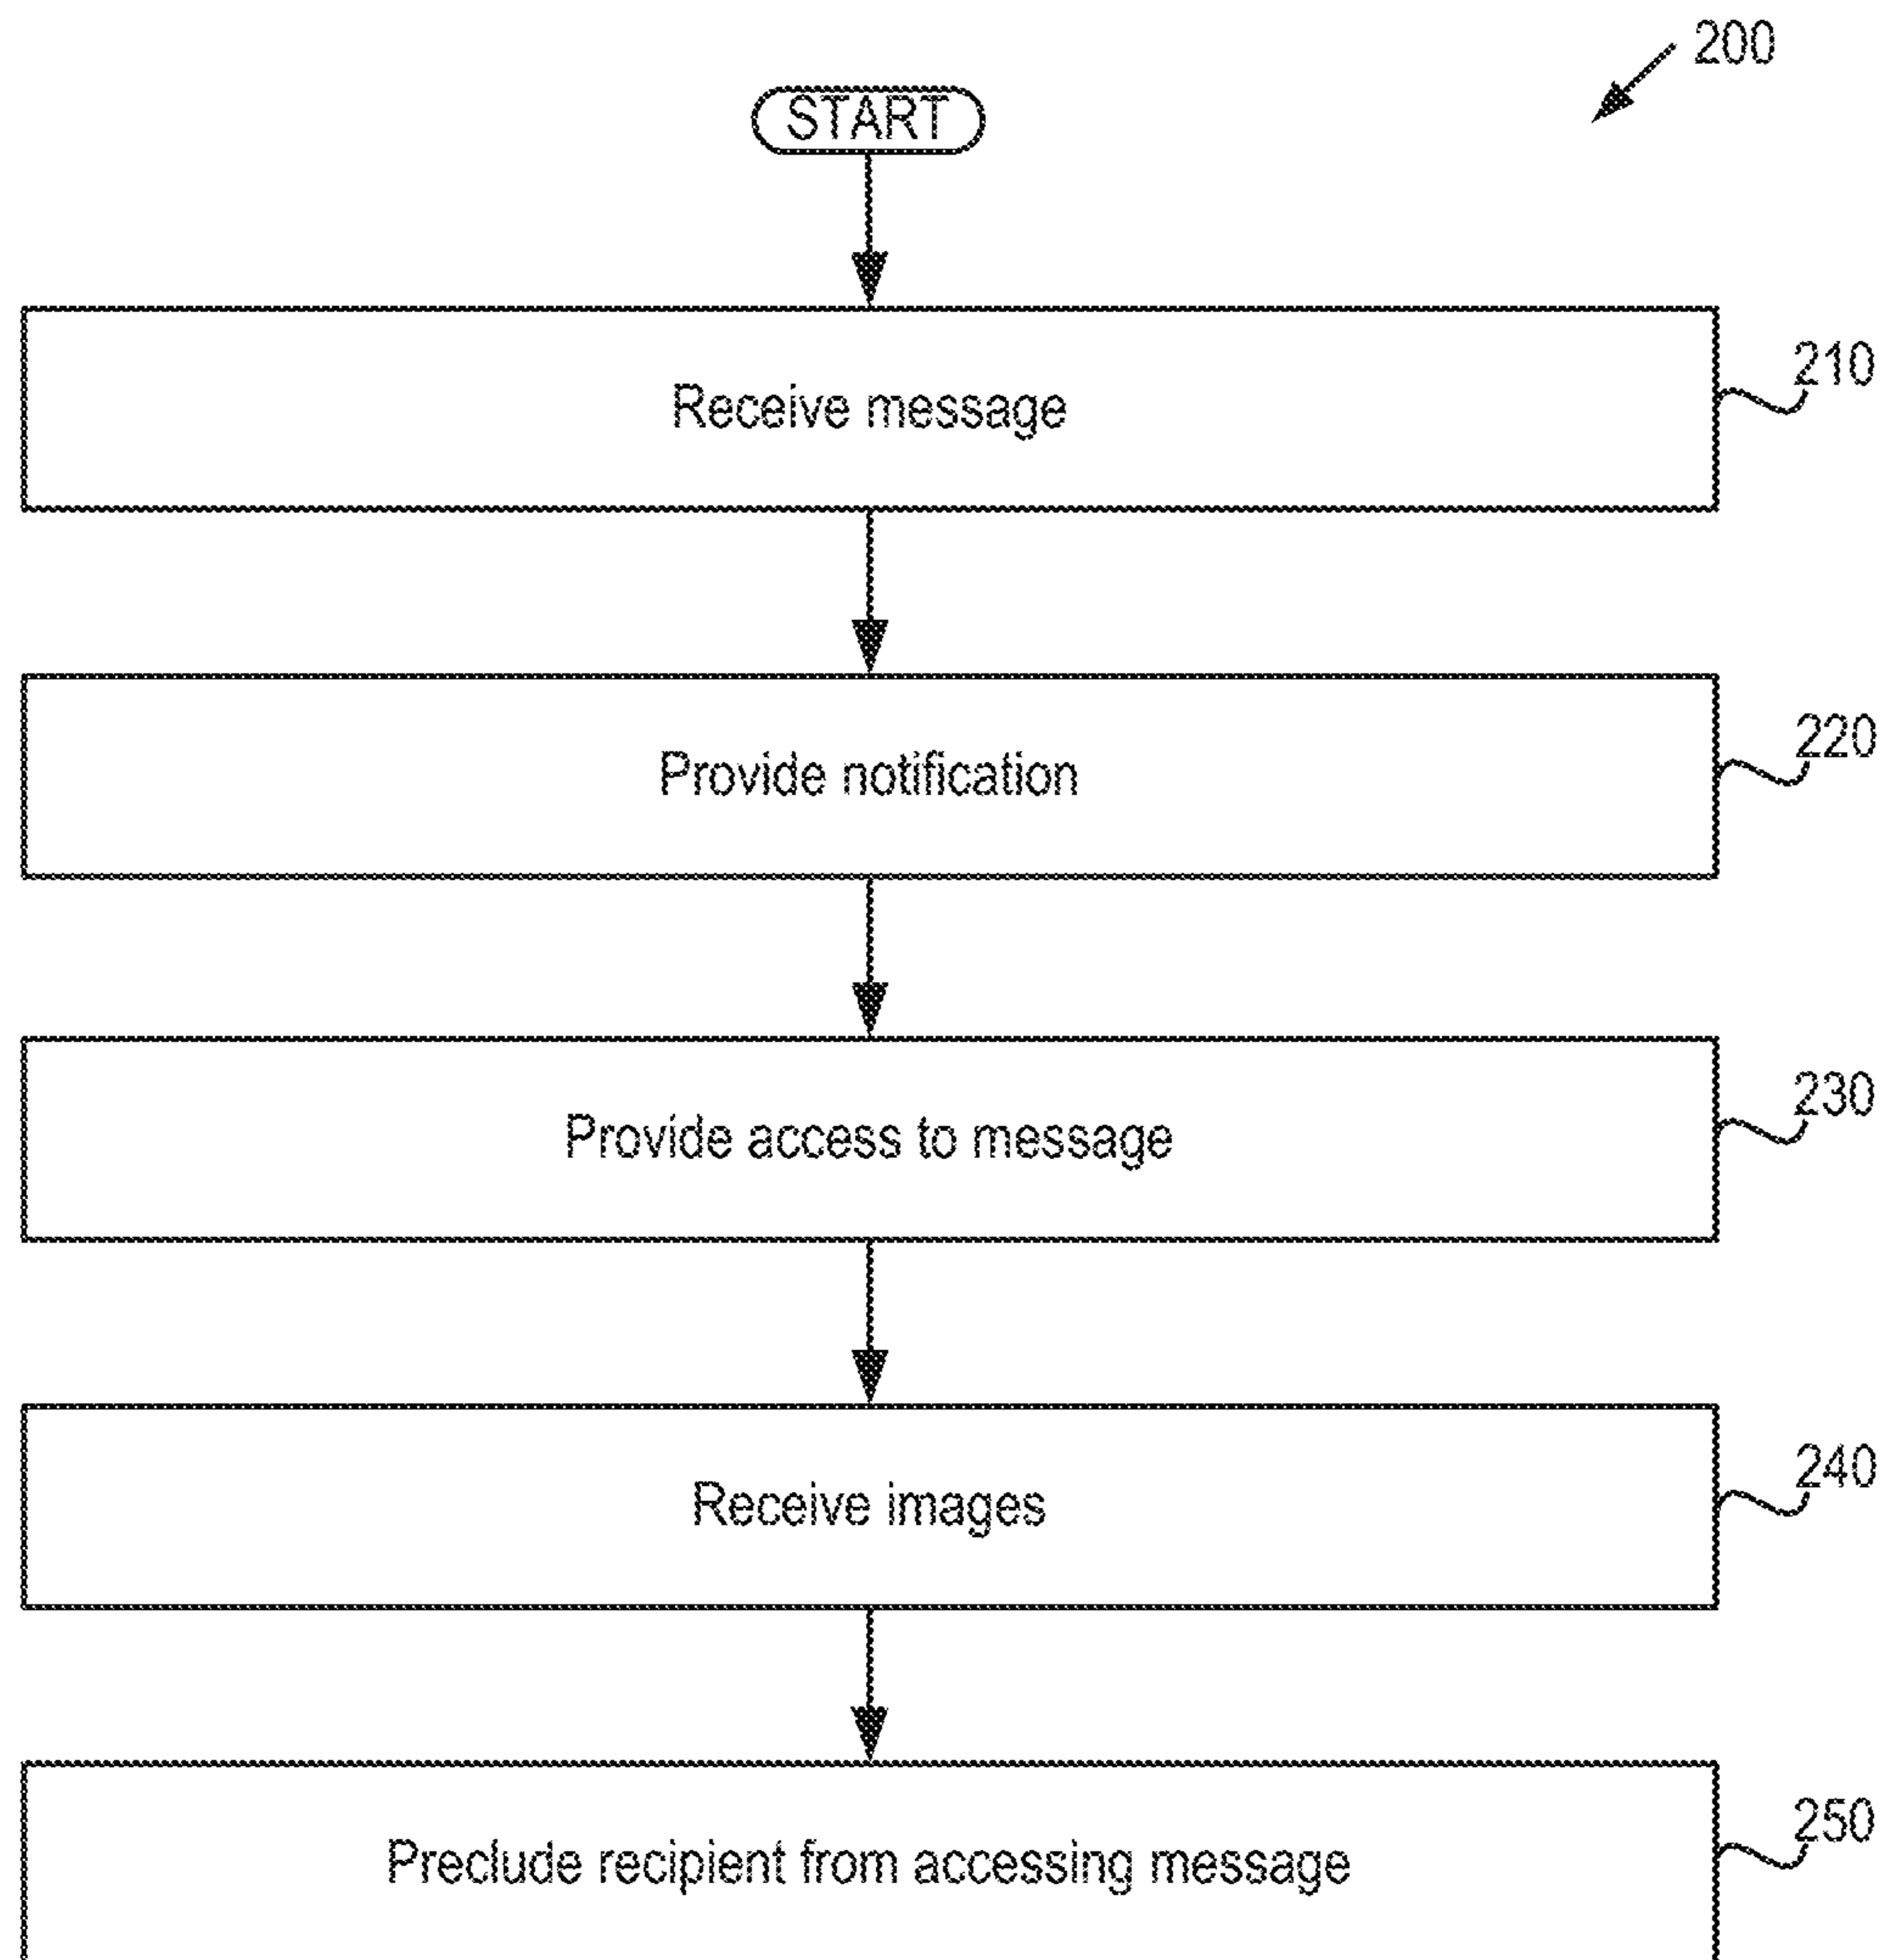 200
START
Receive message
210
Provide notification
220
Provide access to message
230
Receive images
240
Preclude recipient from accessing message
250